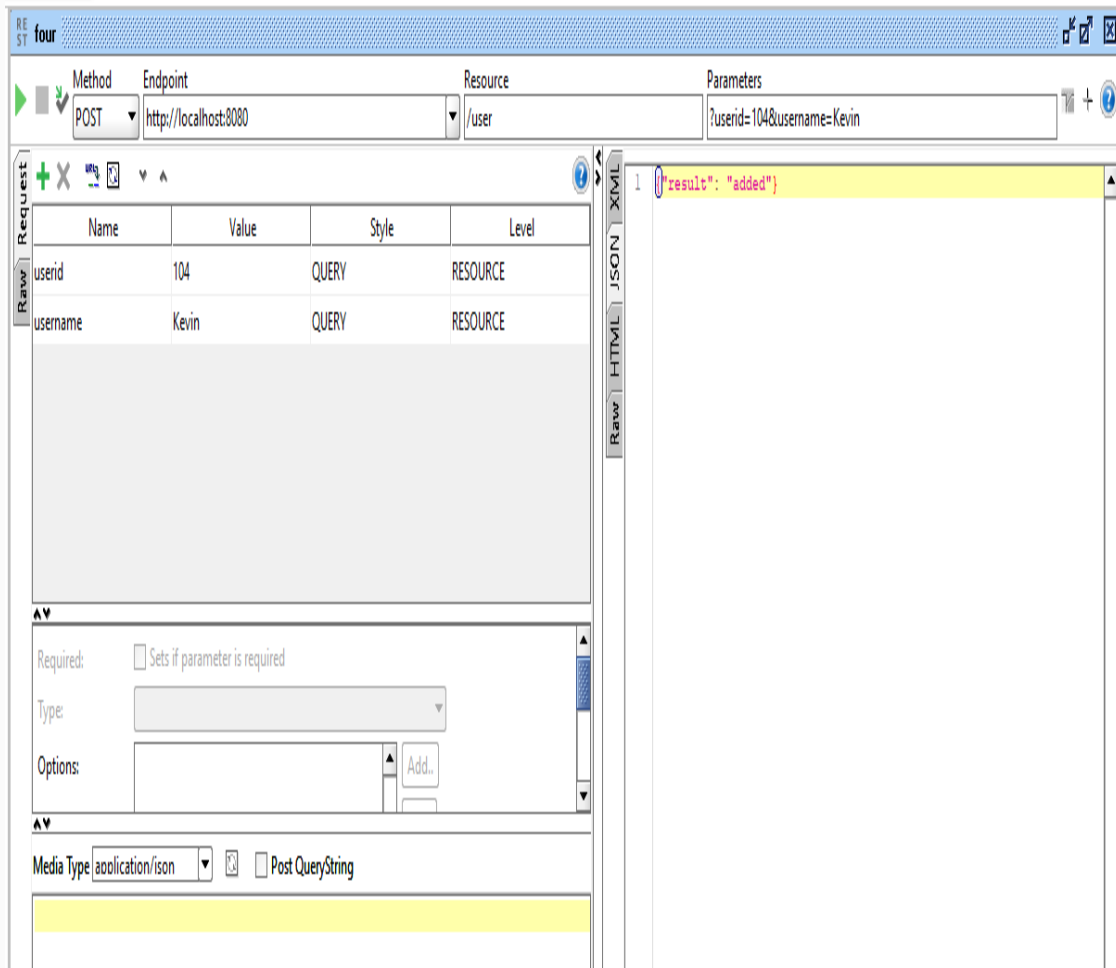 RE
ST four
Method Endpoint Resource Parameters
POST http://localhost:8080 /user ?userid=104&username=Kevin
Request
Raw
Name Value Style Level
userid 104 QUERY RESOURCE
username Kevin QUERY RESOURCE
Required: Sets if parameter is required
Type:
Options: Add..
Media Type application/json Post QueryString
XML
JSON
HTML
Raw
1 {"result": "added"}